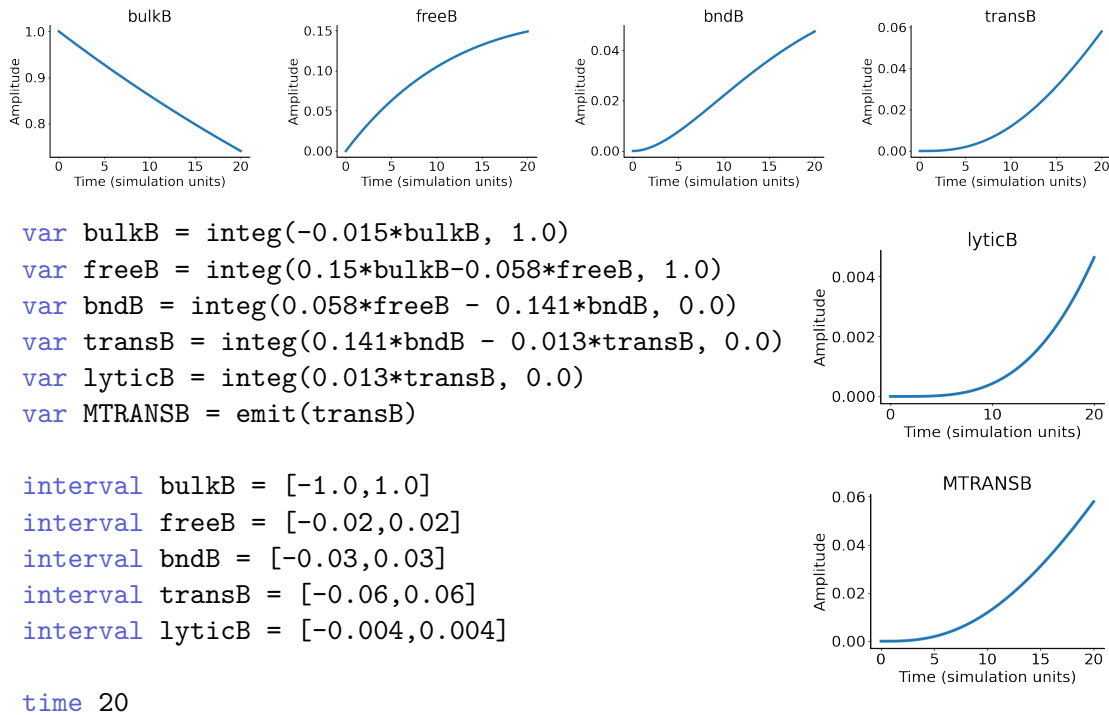 bulkB
freeB
bndB
transB
Amplitude
1.0
0.9
0.8
0 5 10 15 20
Time (simulation units)
Amplitude
0.15
0.10
0.05
0.00
0 5 10 15 20
Time (simulation units)
Amplitude
0.04
0.02
0.00
0 5 10 15 20
Time (simulation units)
Amplitude
0.06
0.04
0.02
0.00
0 5 10 15 20
Time (simulation units)
var bulkB = integ(-0.015*bulkB, 1.0)
var freeB = integ(0.15*bulkB-0.058*freeB, 1.0)
var bndB = integ(0.058*freeB - 0.141*bndB, 0.0)
var transB = integ(0.141*bndB - 0.013*transB, 0.0)
var lyticB = integ(0.013*transB, 0.0)
var MTRANSB = emit(transB)
interval bulkB = [-1.0,1.0]
interval freeB = [-0.02,0.02]
interval bndB = [-0.03,0.03]
interval transB = [-0.06,0.06]
interval lyticB = [-0.004,0.004]
time 20
lyticB
Amplitude
0.004
0.002
0.000
0 10 20
Time (simulation units)
MTRANSB
Amplitude
0.06
0.04
0.02
0.00
0 5 10 15 20
Time (simulation units)